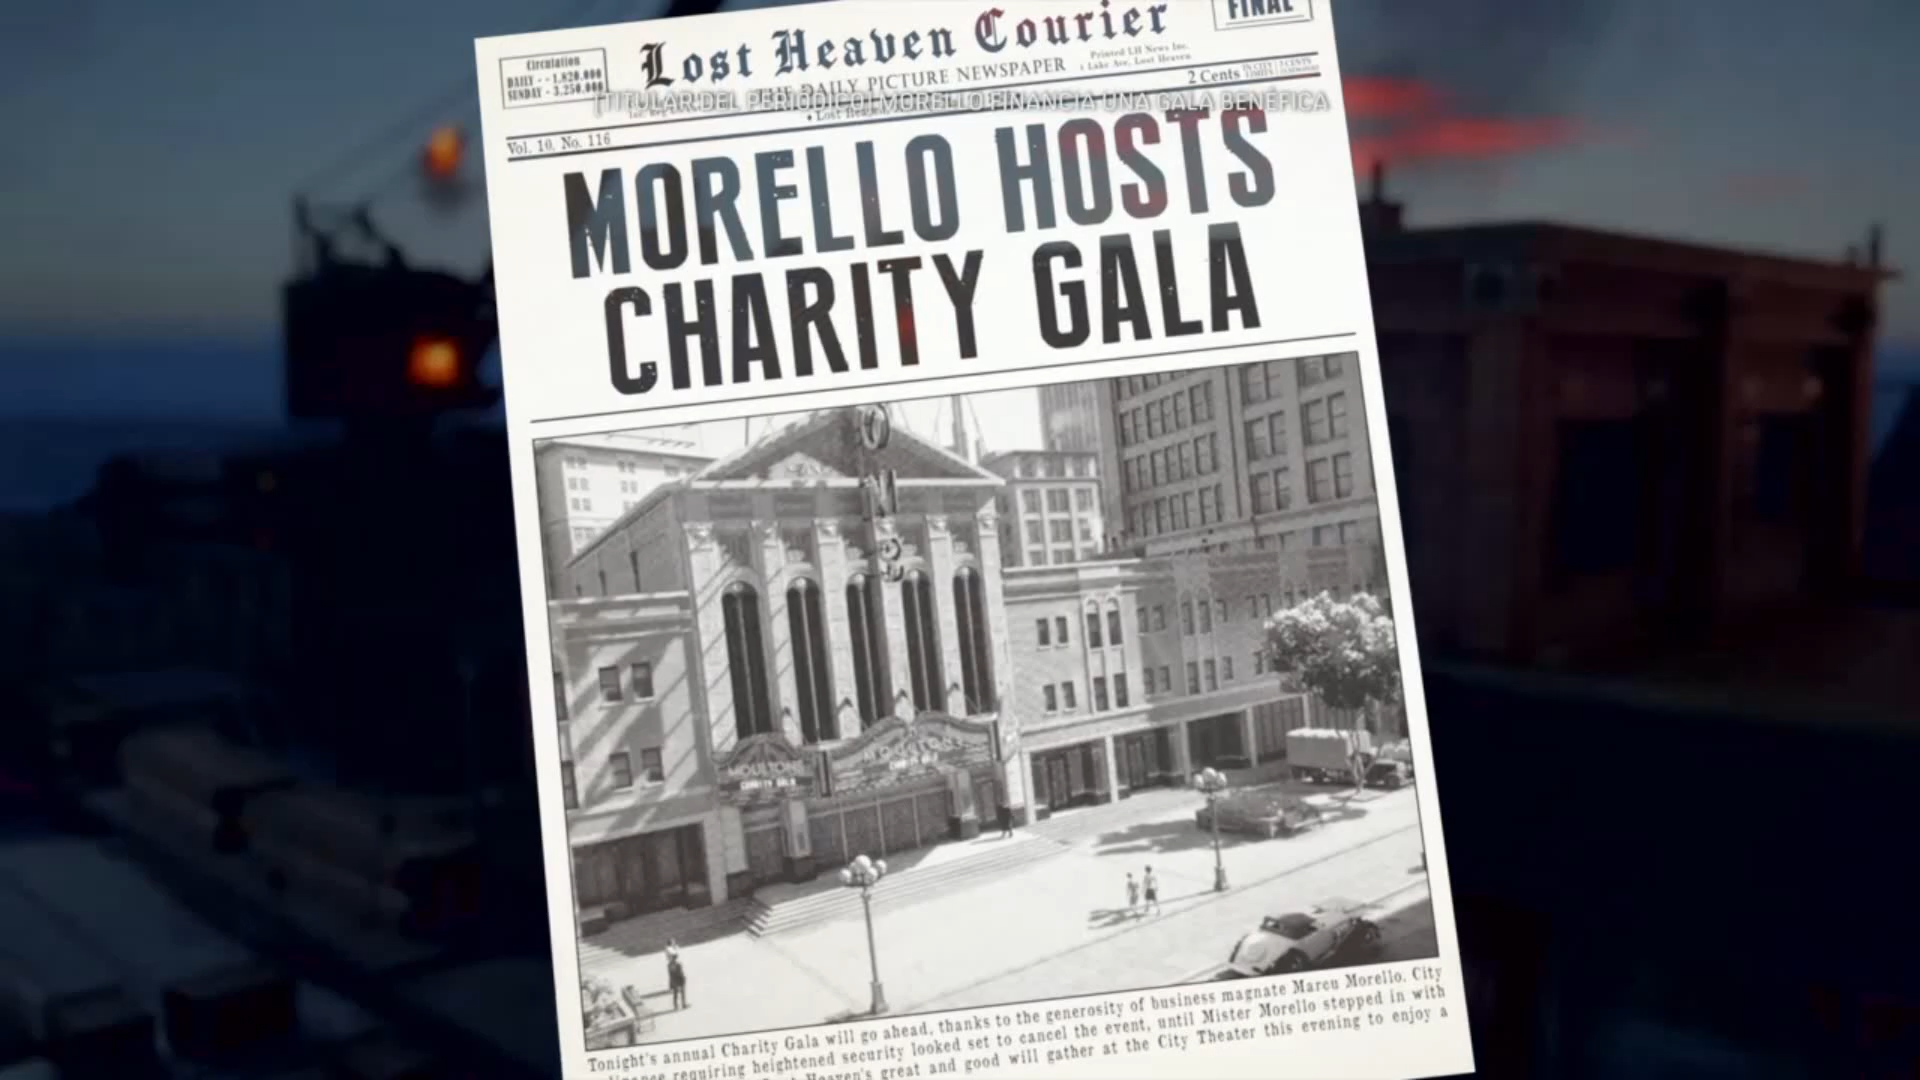 FINAL
Lost Heaven Courier
Circulation
DAILY - - 1,820,000
SUNDAY - 3,250,000
Printed LH News Inc.
1 Lake Ave, Lost Heaven
THE DAILY PICTURE NEWSPAPER
2 Cents
[TITULAR DEL PERIÓDICO] MORELLO FINANCIA UNA GALA BENÉFICA
Vol. 10. No. 116
MORELLO HOSTS
CHARITY GALA
MOULTONS
CHARITY GALA
Tonight's annual Charity Gala will go ahead, thanks to the generosity of business magnate Marcu Morello. City
requiring heightened security looked set to cancel the event, until Mister Morello stepped in with
Heaven's great and good will gather at the City Theater this evening to enjoy a